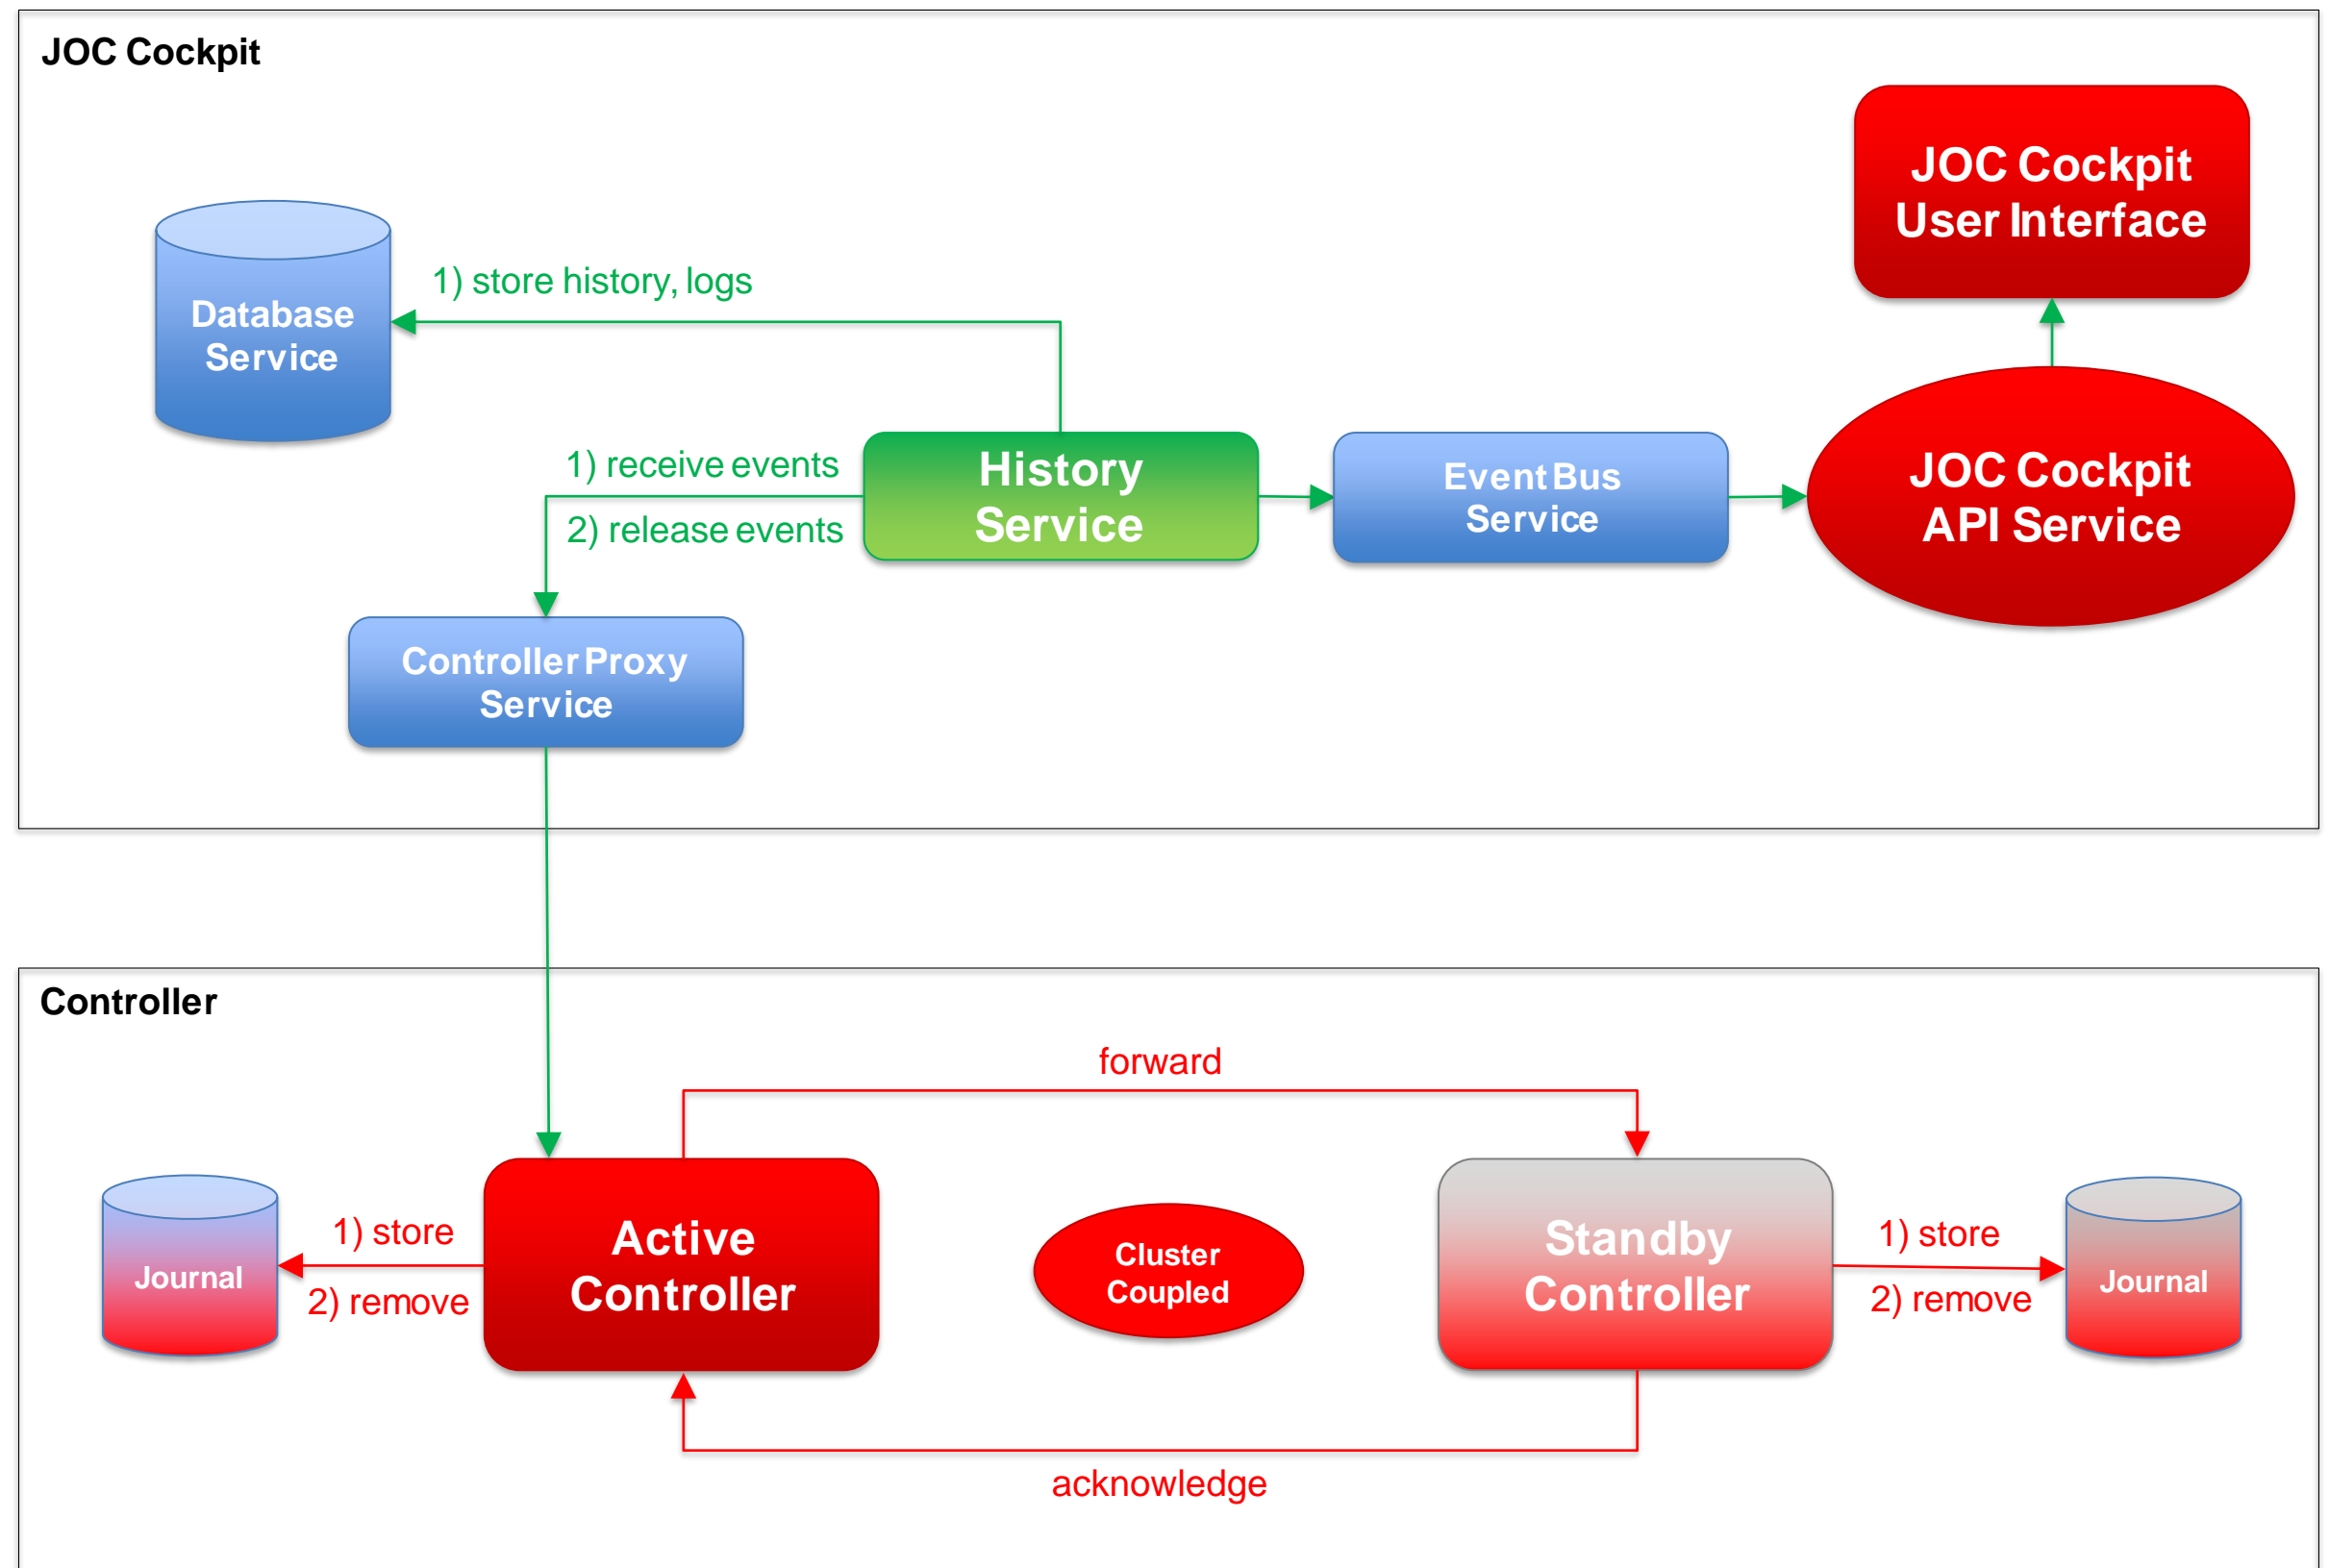 JOC Cockpit
JOC Cockpit
User Interface
1) store history, logs
Database
Service
1) receive events
2) release events
History
Service
Event Bus
Service
JOC Cockpit
API Service
Controller Proxy
Service
Controller
forward
Journal
1) store
2) remove
Active
Controller
Cluster
Coupled
Standby
Controller
1) store
2) remove
Journal
acknowledge